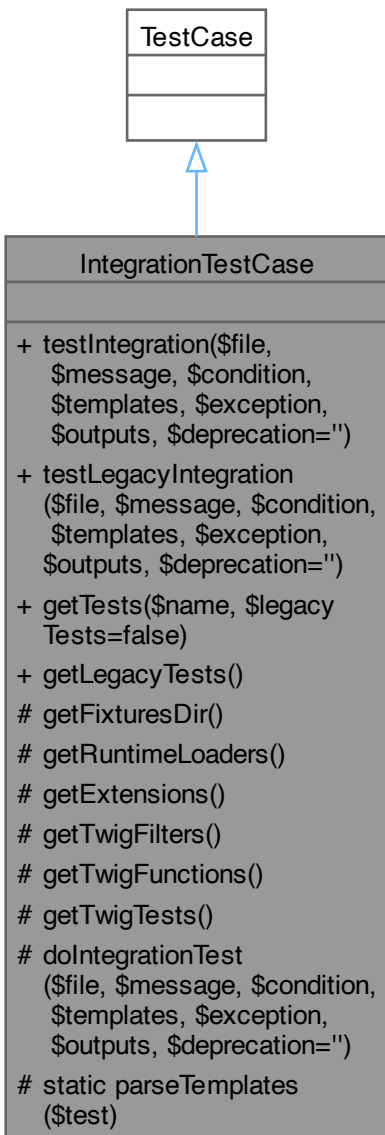 TestCase
IntegrationTestCase
+ testIntegration($file,
$message, $condition,
$templates, $exception,
$outputs, $deprecation='')
+ testLegacyIntegration
($file, $message, $condition,
$templates, $exception,
$outputs, $deprecation='')
+ getTests($name, $legacy
Tests=false)
+ getLegacyTests()
# getFixturesDir()
# getRuntimeLoaders()
# getExtensions()
# getTwigFilters()
# getTwigFunctions()
# getTwigTests()
# doIntegrationTest
($file, $message, $condition,
$templates, $exception,
$outputs, $deprecation='')
# static parseTemplates
($test)